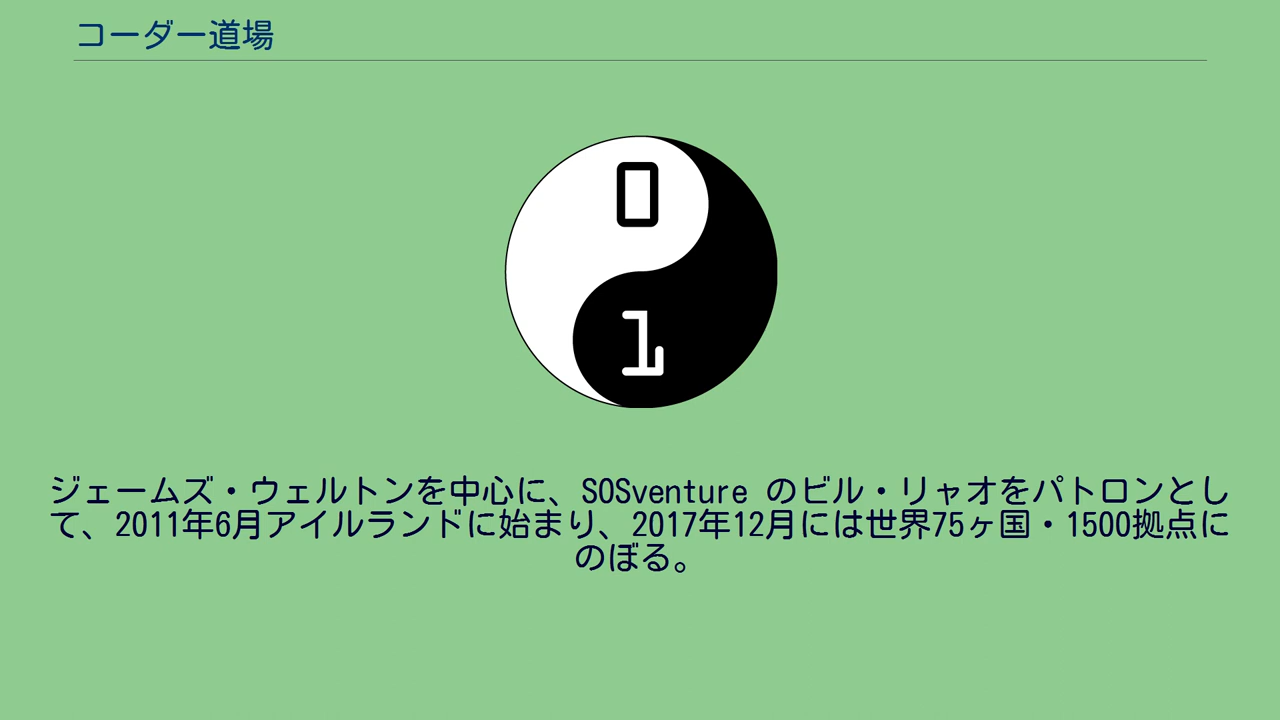 コーダー道場
0
1
ジェームズ・ウェルトンを中心に、SOSventure のビル・リャオをパトロンとし
て、2011年6月アイルランドに始まり、2017年12月には世界75ヶ国・1500拠点に
のぼる。